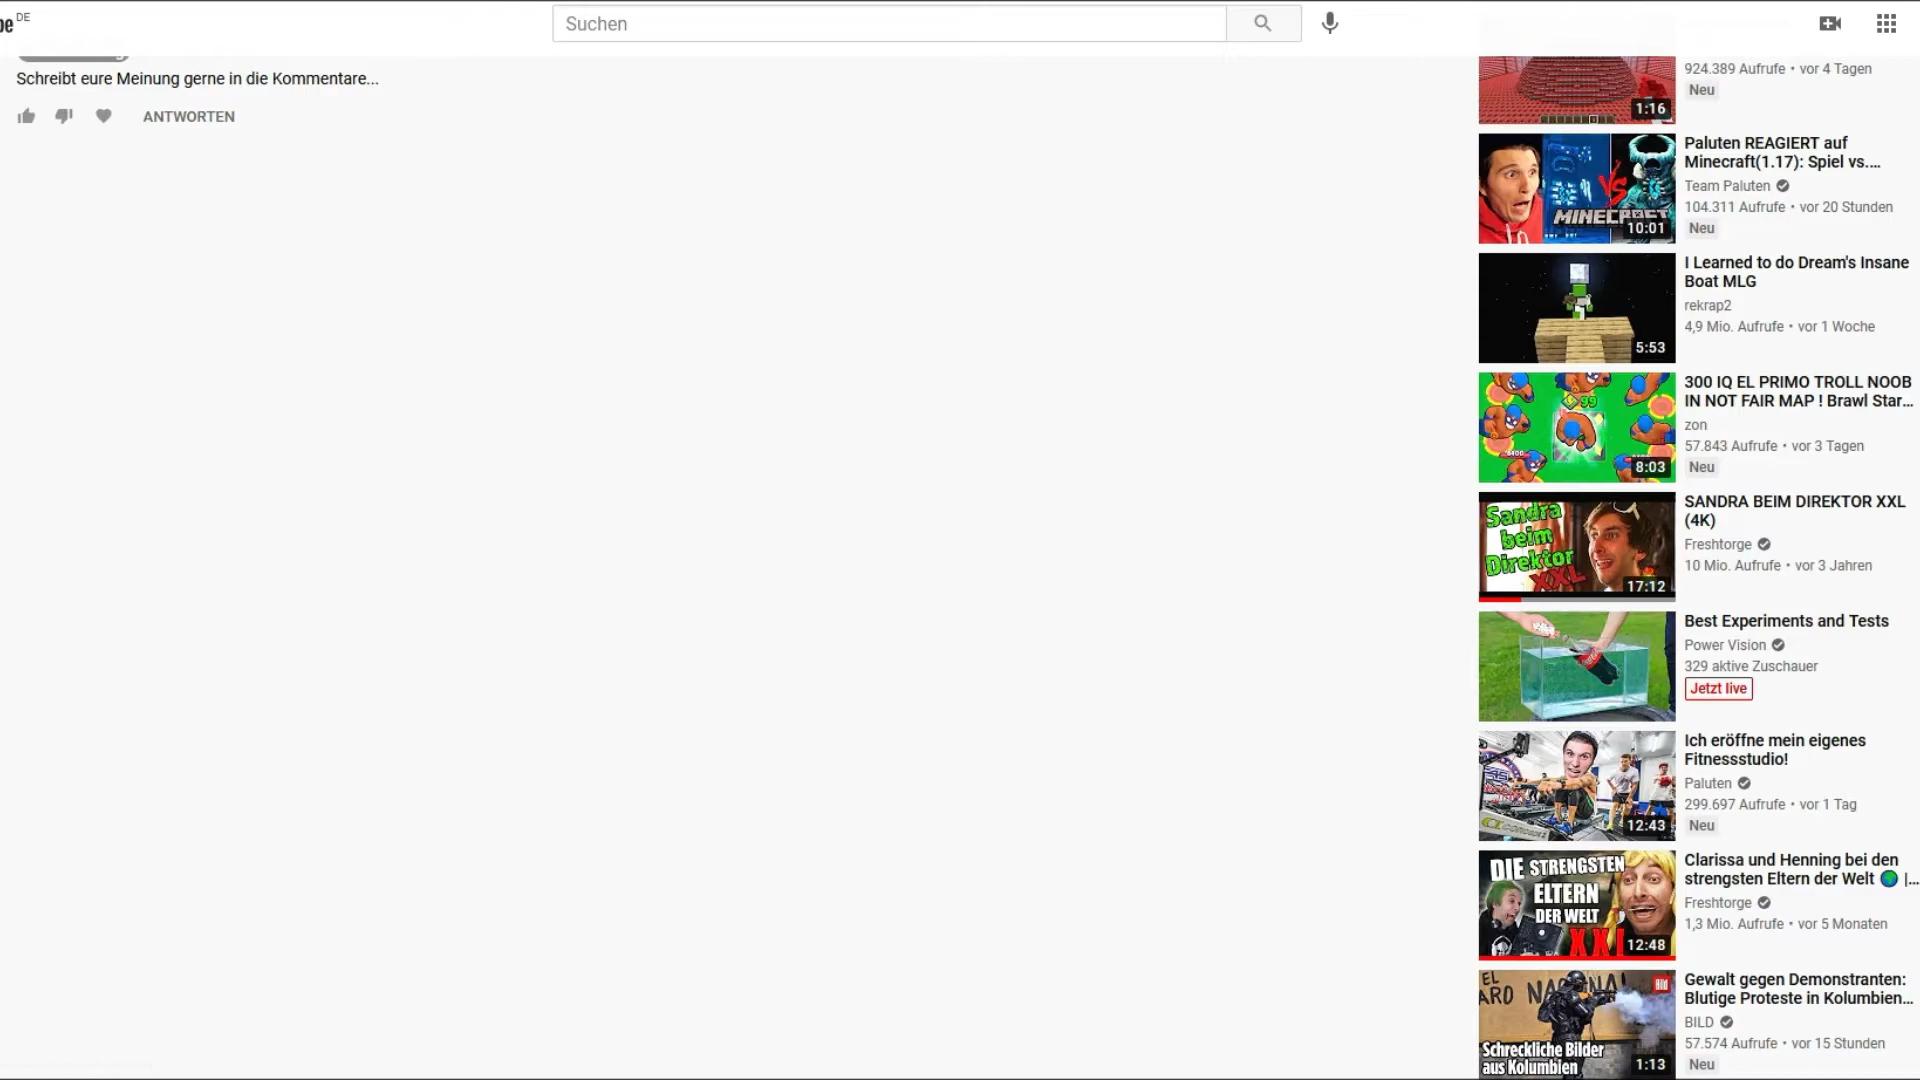 DE
Suchen
Schreibt eure Meinung gerne in die Kommentare...
ANTWORTEN
924.389 Aufrufe • vor 4 Tagen
Neu
1:16
Paluten REAGIERT auf
Minecraft(1.17): Spiel vs....
Team Paluten
104.311 Aufrufe • vor 20 Stunden
Neu
VS
MINECRAFT
10:01
I Learned to do Dream's Insane
Boat MLG
rekrap2
4,9 Mio. Aufrufe • vor 1 Woche
5:53
300 IQ EL PRIMO TROLL NOOB
IN NOT FAIR MAP ! Brawl Star...
zon
57.843 Aufrufe • vor 3 Tagen
Neu
99
8:03
SANDRA BEIM DIREKTOR XXL
(4K)
Freshtorge
10 Mio. Aufrufe • vor 3 Jahren
Sandra
beim
Direktor
XXL
17:12
Best Experiments and Tests
Power Vision
329 aktive Zuschauer
Jetzt live
Ich eröffne mein eigenes
Fitnessstudio!
Paluten
299.697 Aufrufe • vor 1 Tag
Neu
12:43
Clarissa und Henning bei den
strengsten Eltern der Welt |...
Freshtorge
1,3 Mio. Aufrufe • vor 5 Monaten
DIE STRENGSTEN
ELTERN
DER WELT
12:48
Gewalt gegen Demonstranten:
Blutige Proteste in Kolumbien...
BILD
57.574 Aufrufe • vor 15 Stunden
Neu
EL
Bild
Schreckliche Bilder
aus Kolumbien
1:13